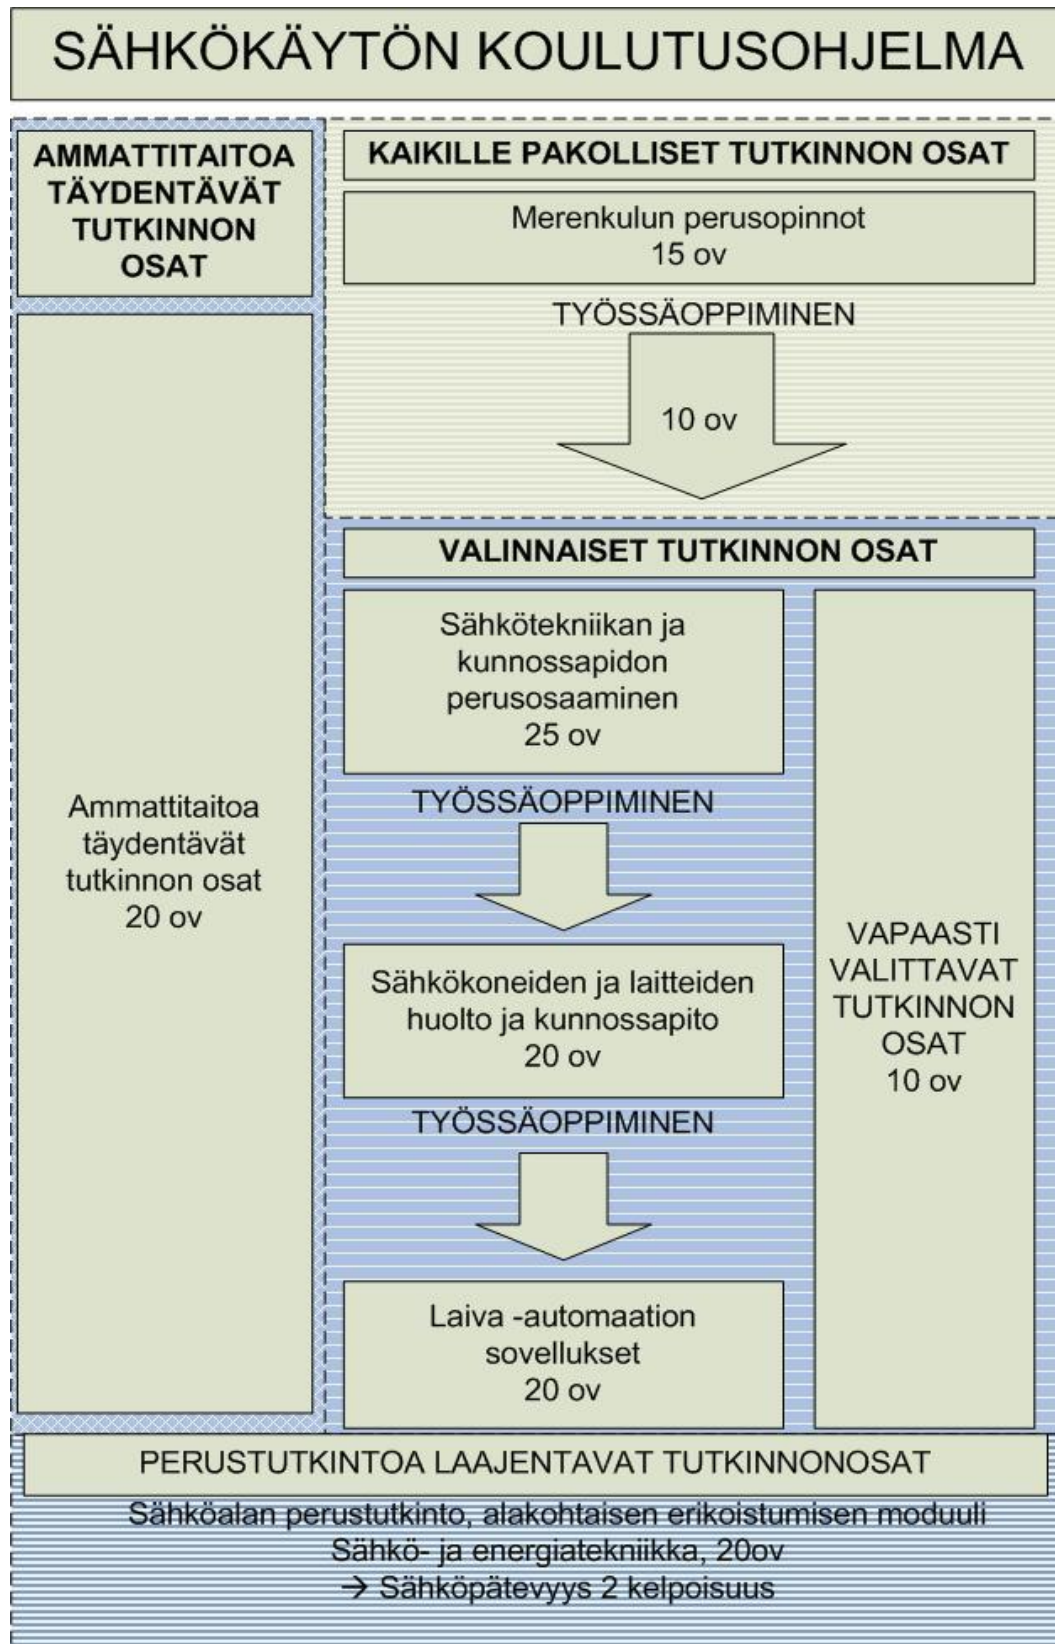 SÄHKÖKÄYTÖN KOULUTUSOHJELMA
AMMATTITAITOA
TÄYDENTÄVÄT
TUTKINNON
OSAT
Ammattitaitoa
täydentävät
tutkinnon osat
20 ov
KAIKILLE PAKOLLISET TUTKINNON OSAT
Merenkulun perusopinnot
15 ov
TYÖSSÄOPPIMINEN
10 ov
VALINNAISET TUTKINNON OSAT
Sähkötekniikan ja
kunnossapidon
perusosaaminen
25 ov
TYÖSSÄOPPIMINEN
Sähkökoneiden ja laitteiden
huolto ja kunnossapito
20 ov
TYÖSSÄOPPIMINEN
Laiva -automaation
sovellukset
20 ov
VAPAASTI
VALITTAVAT
TUTKINNON
OSAT
10 ov
PERUSTUTKINTOA LAAJENTAVAT TUTKINNONOSAT
Sähköalan perustutkinto, alakohtaisen erikoistumisen moduuli
Sähkö- ja energiatekniikka, 20ov
→ Sähköpätevyys 2 kelpoisuus